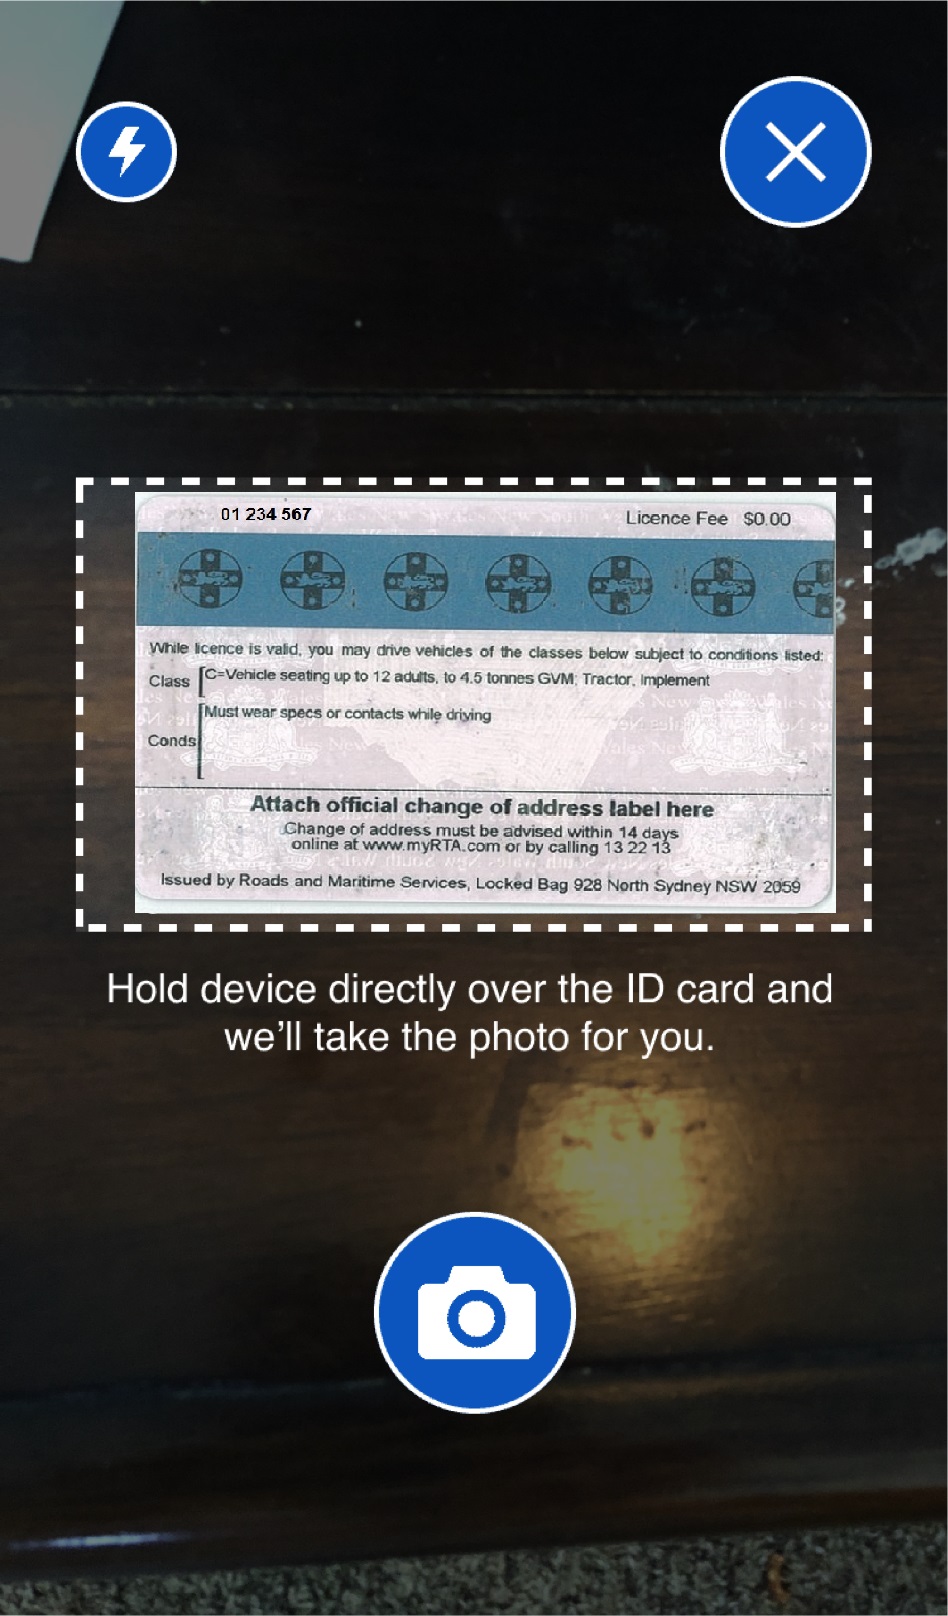 01 234 567
Licence Fee $0.00
While licence is valid, you may drive vehicles of the classes below subject to conditions listed:
Class C=Vehicle seating up to 12 adults, to 4.5 tonnes GVM; Tractor, Implement
Must wear specs or contacts while driving
Conds
Attach official change of address label here
Change of address must be advised within 14 days
online at www.myRTA.com or by calling 13 22 13
Issued by Roads and Maritime Services, Locked Bag 928 North Sydney NSW 2059
Hold device directly over the ID card and
we'll take the photo for you.